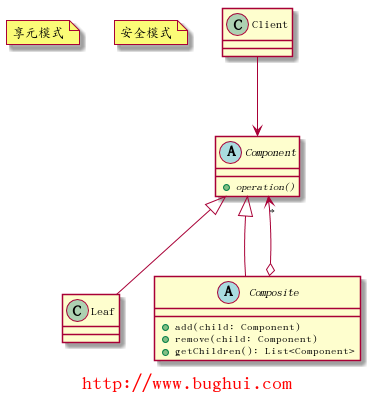 享元模式
安全模式
C Client
A Component
operation()
C Leaf
A Composite
add(child: Component)
remove(child: Component)
getChildren(): List<Component>
http://www.bughui.com